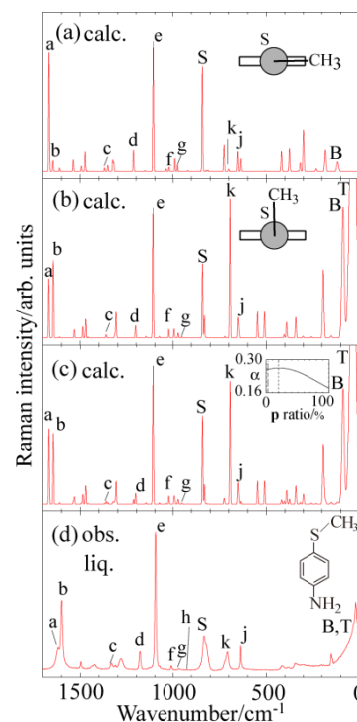 Raman intensity/arb. units
(a) calc.
a
b
c
d
e
f
g
S
k
j
B
S
CH3
(b) calc.
a
b
c
d
e
f
g
S
k
j
B
T
CH3
S
(c) calc.
a
b
c
d
e
f
g
S
k
j
B
T
0.30
α
0.16
0
100
p ratio/%
(d) obs.
liq.
a
b
c
d
e
f
g
h
S
k
j
B,T
CH3
S
NH2
1500
1000
500
0
Wavenumber/cm-1